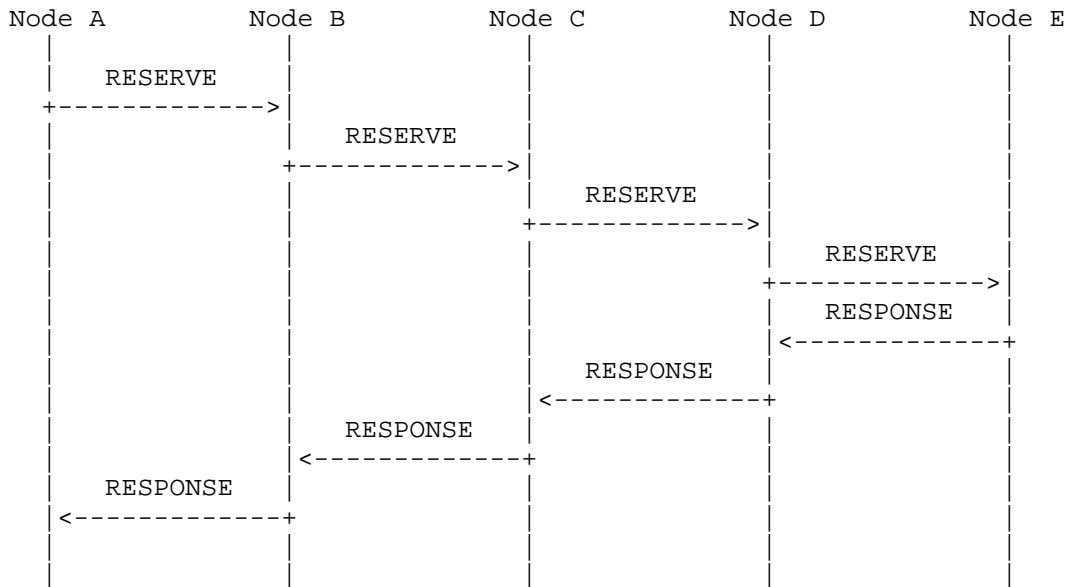 Node A Node B Node C Node D Node E
RESERVE
RESERVE
RESERVE
RESERVE
RESPONSE
RESPONSE
RESPONSE
RESPONSE